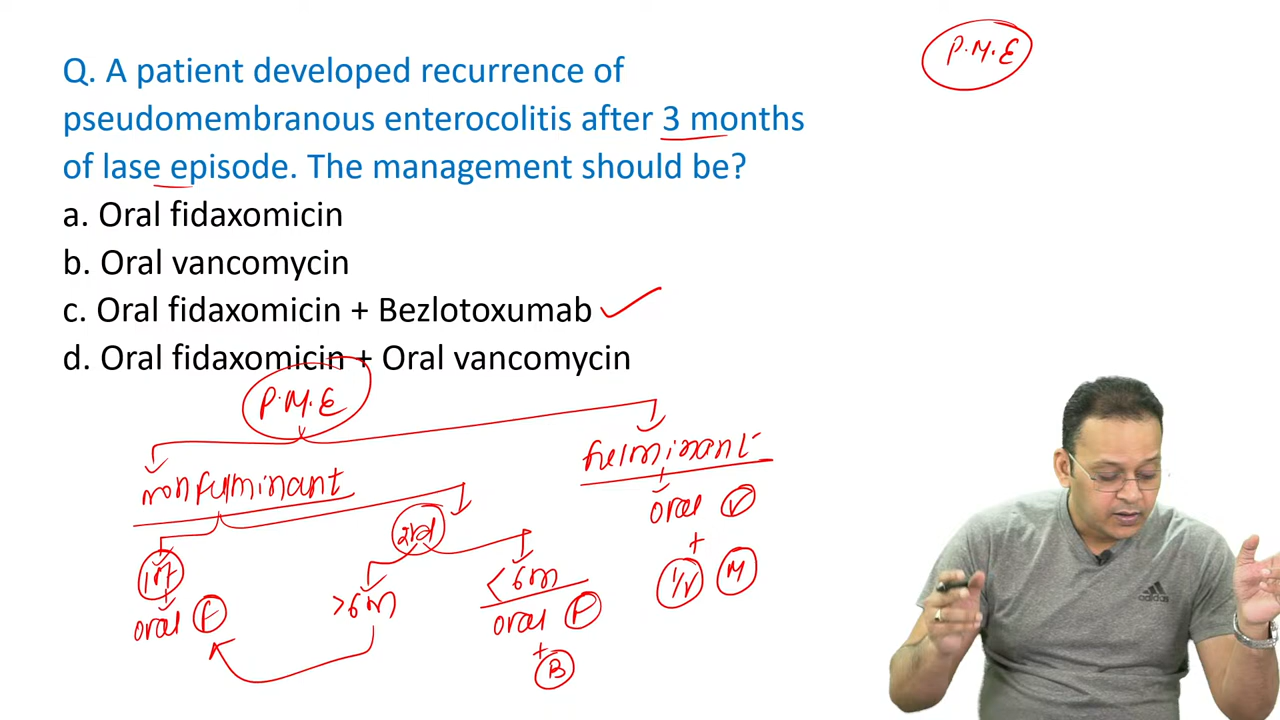 P.M.E
Q. A patient developed recurrence of
pseudomembranous enterocolitis after 3 months
of lase episode. The management should be?
a. Oral fidaxomicin
b. Oral vancomycin
c. Oral fidaxomicin + Bezlotoxumab
d. Oral fidaxomicin + Oral vancomycin
P.M.E
nonfulminant
fulminant
1st
oral F
2nd
>6m
<6m
oral F
+
B
oral V
+
I/V M
adidas